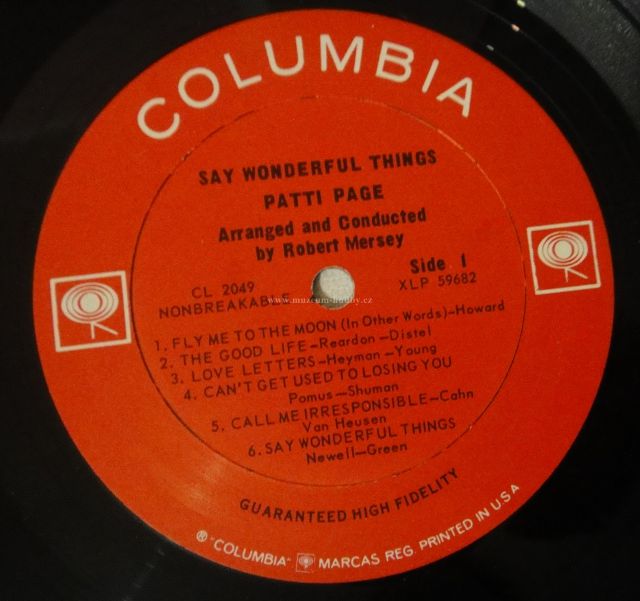 COLUMBIA
SAY WONDERFUL THINGS
PATTI PAGE
Arranged and Conducted
by Robert Mersey
Side 1
CL 2049
XLP 59682
NONBREAKABLE
www.muzeum-hudby.cz
1. FLY ME TO THE MOON (In Other Words)—Howard
2. THE GOOD LIFE—Reardon—Distel
3. LOVE LETTERS—Heyman—Young
4. CAN'T GET USED TO LOSING YOU
Pomus—Shuman
5. CALL ME IRRESPONSIBLE—Cahn
Van Heusen
6. SAY WONDERFUL THINGS
Newell—Green
GUARANTEED HIGH FIDELITY
® "COLUMBIA" MARCAS REG. PRINTED IN U S A